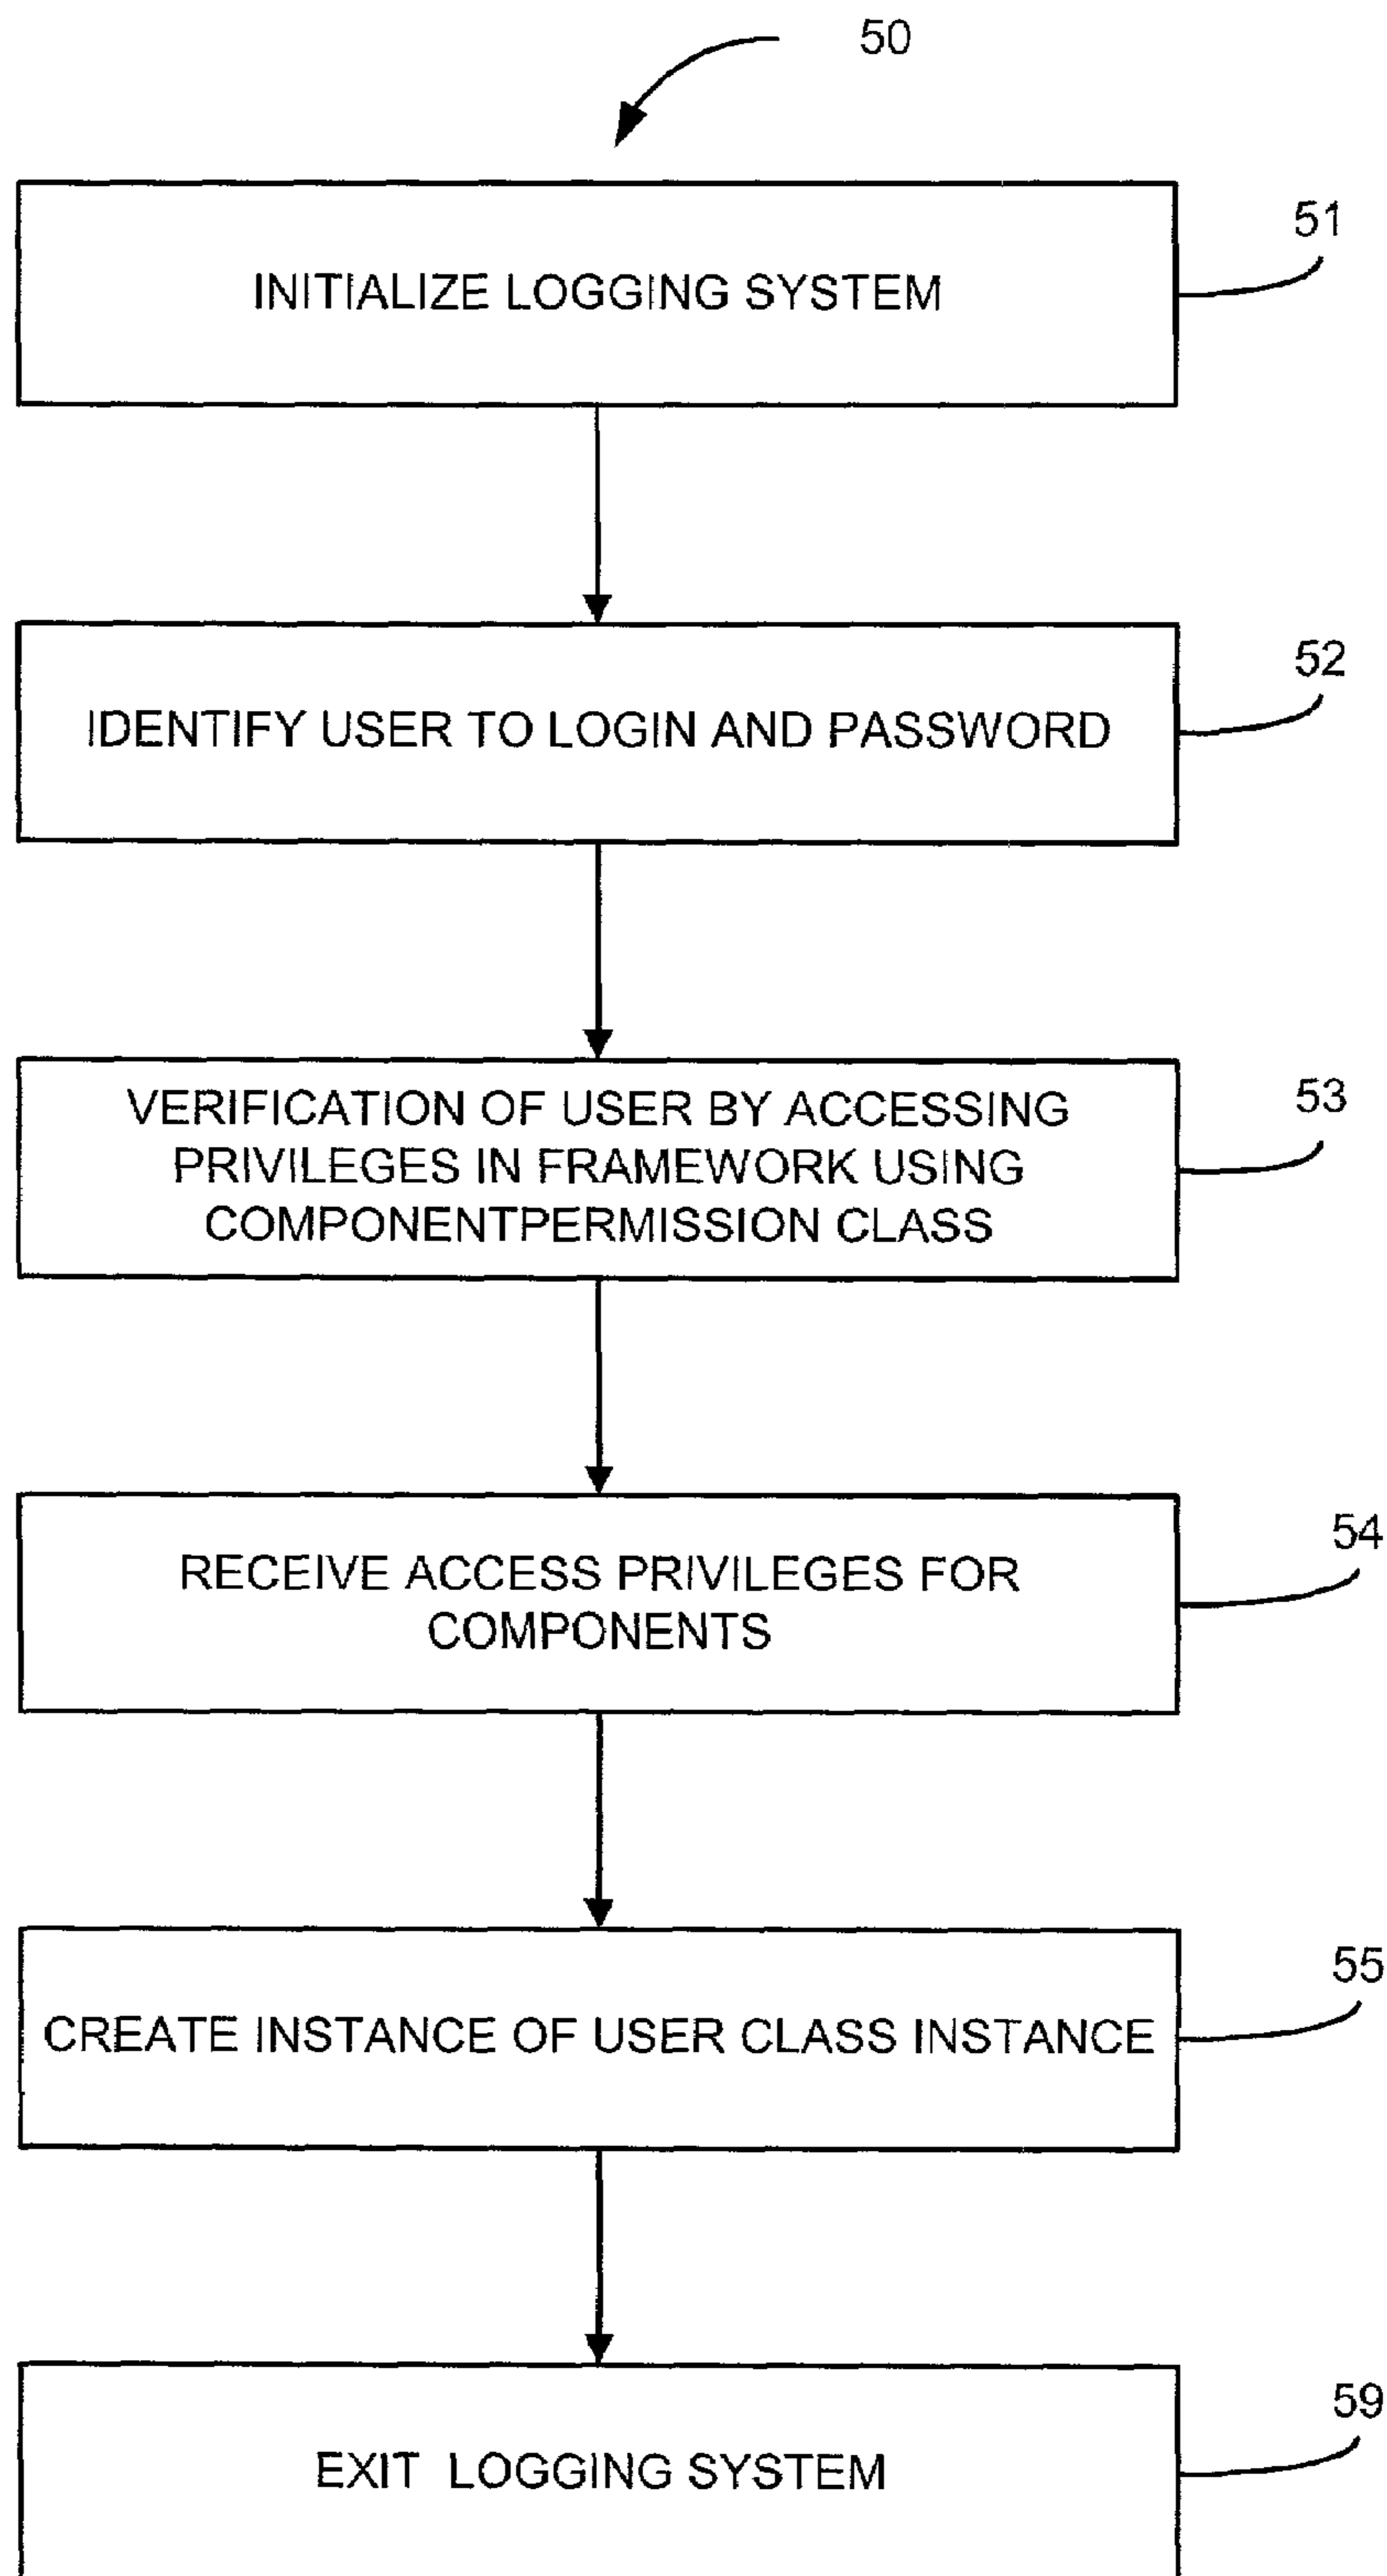 50
INITIALIZE LOGGING SYSTEM
51
IDENTIFY USER TO LOGIN AND PASSWORD
52
VERIFICATION OF USER BY ACCESSING
PRIVILEGES IN FRAMEWORK USING
COMPONENTPERMISSION CLASS
53
RECEIVE ACCESS PRIVILEGES FOR
COMPONENTS
54
CREATE INSTANCE OF USER CLASS INSTANCE
55
EXIT LOGGING SYSTEM
59